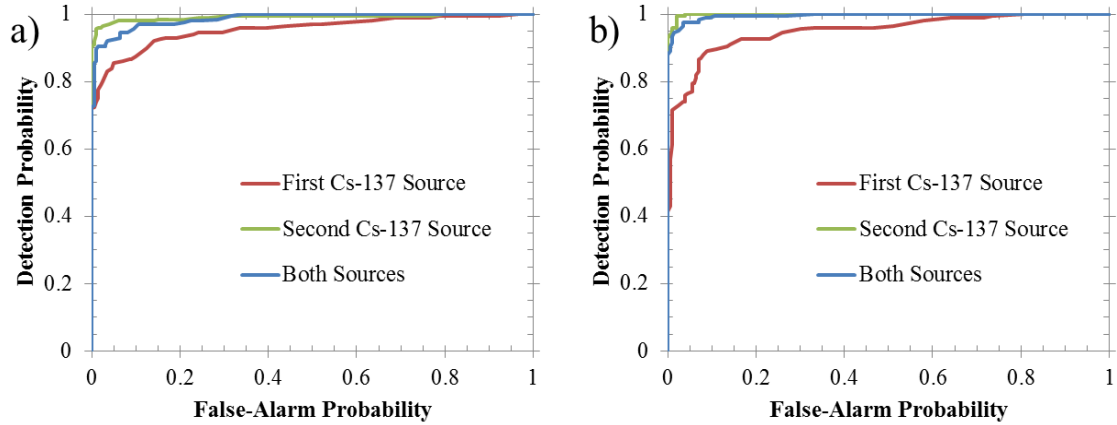 a)
Detection Probability
1
0.8
0.6
0.4
0.2
0
First Cs-137 Source
Second Cs-137 Source
Both Sources
0 0.2 0.4 0.6 0.8 1
False-Alarm Probability
b)
Detection Probability
1
0.8
0.6
0.4
0.2
0
First Cs-137 Source
Second Cs-137 Source
Both Sources
0 0.2 0.4 0.6 0.8 1
False-Alarm Probability